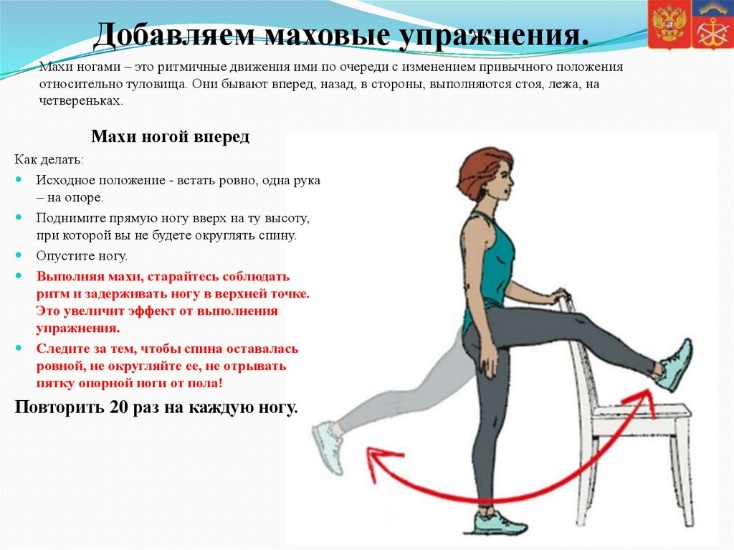 Добавляем маховые упражнения.
Махи ногами – это ритмичные движения ими по очереди с изменением привычного положения
относительно туловища. Они бывают вперед, назад, в стороны, выполняются стоя, лежа, на
четвереньках.
Махи ногой вперед
Как делать:
Исходное положение - встать ровно, одна рука
– на опоре.
Поднимите прямую ногу вверх на ту высоту,
при которой вы не будете округлять спину.
Опустите ногу.
Выполняя махи, старайтесь соблюдать
ритм и задерживать ногу в верхней точке.
Это увеличит эффект от выполнения
упражнения.
Следите за тем, чтобы спина оставалась
ровной, не округляйте ее, не отрывать
пятку опорной ноги от пола!
Повторить 20 раз на каждую ногу.